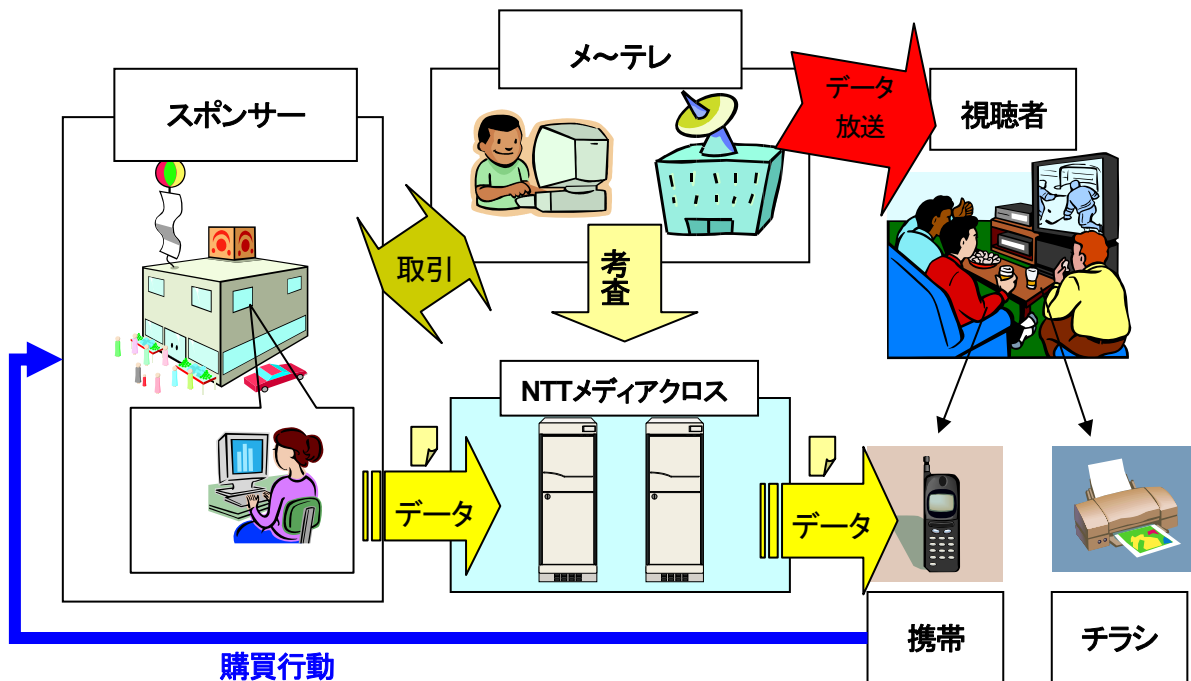 メ～テレ
スポンサー
データ
放送
視聴者
取引
考
査
NTTメディアクロス
データ
データ
携帯
チラシ
購買行動